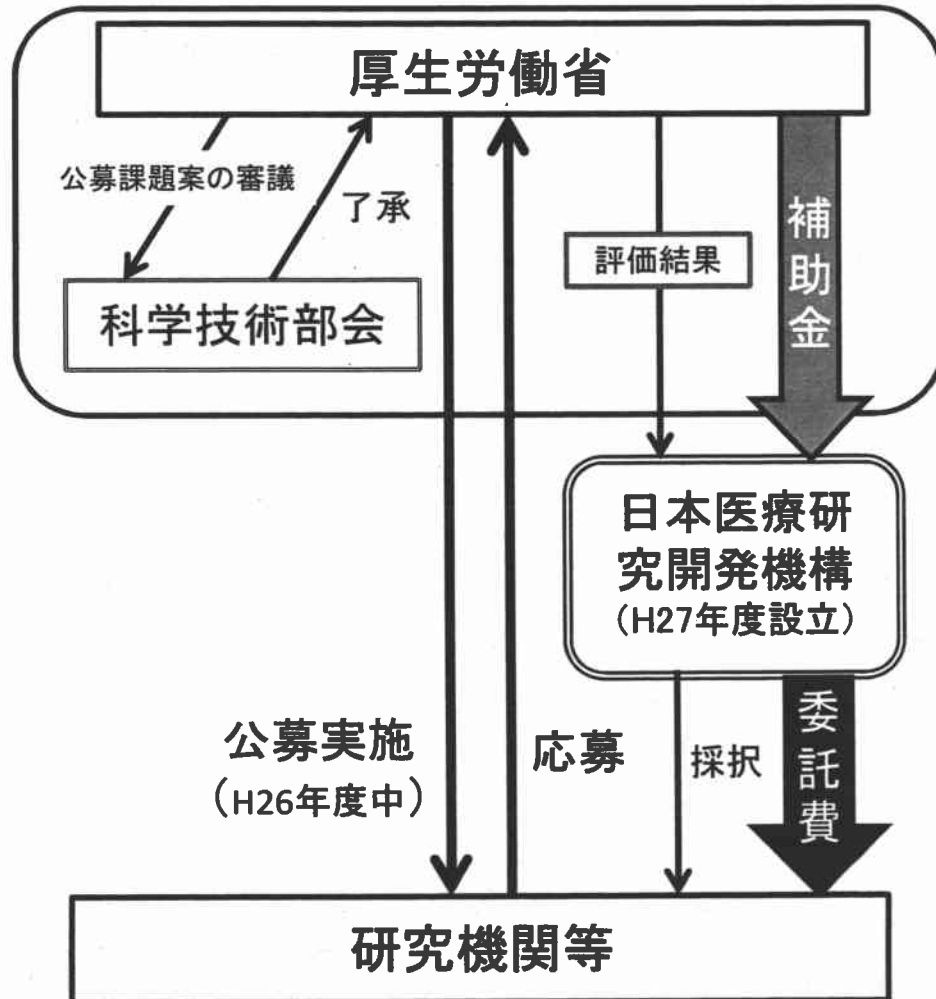 厚生労働省
公募課題案の審議
了承
評価結果
補助金
科学技術部会
日本医療研
究開発機構
(H27年度設立)
公募実施
(H26年度中)
応募
採択
委託費
研究機関等